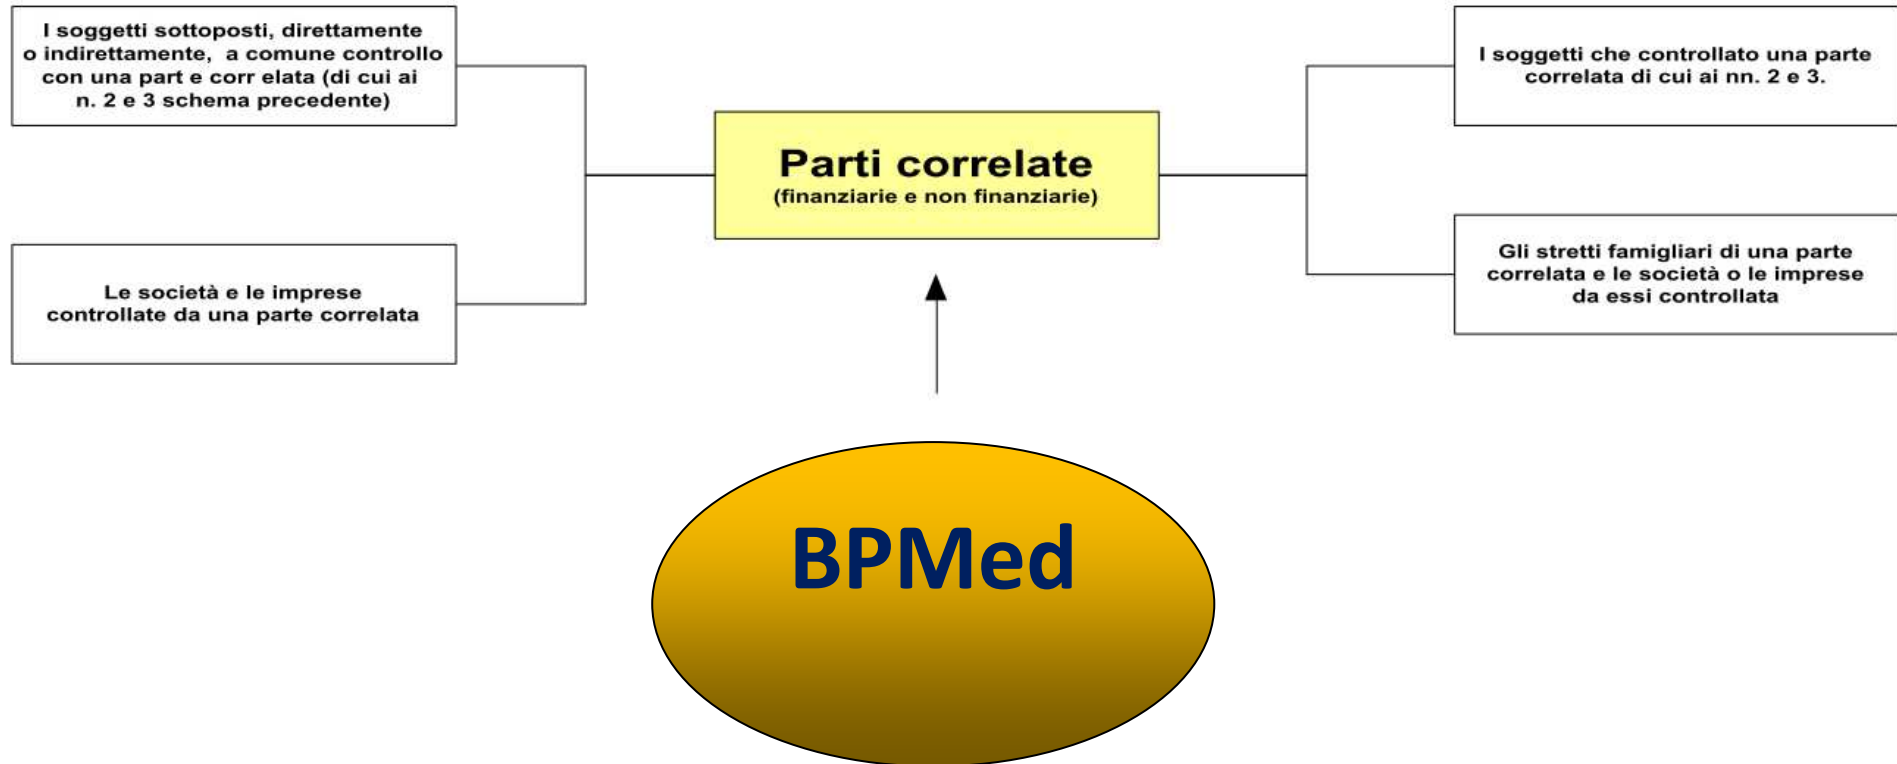 I soggetti sottoposti, direttamente
o indirettamente, a comune controllo
con una part e corr elata (di cui ai
n. 2 e 3 schema precedente)
Le società e le imprese
controllate da una parte correlata
Parti correlate
(finanziarie e non finanziarie)
I soggetti che controllato una parte
correlata di cui ai nn. 2 e 3.
Gli stretti famigliari di una parte
correlata e le società o le imprese
da essi controllata
BPMed